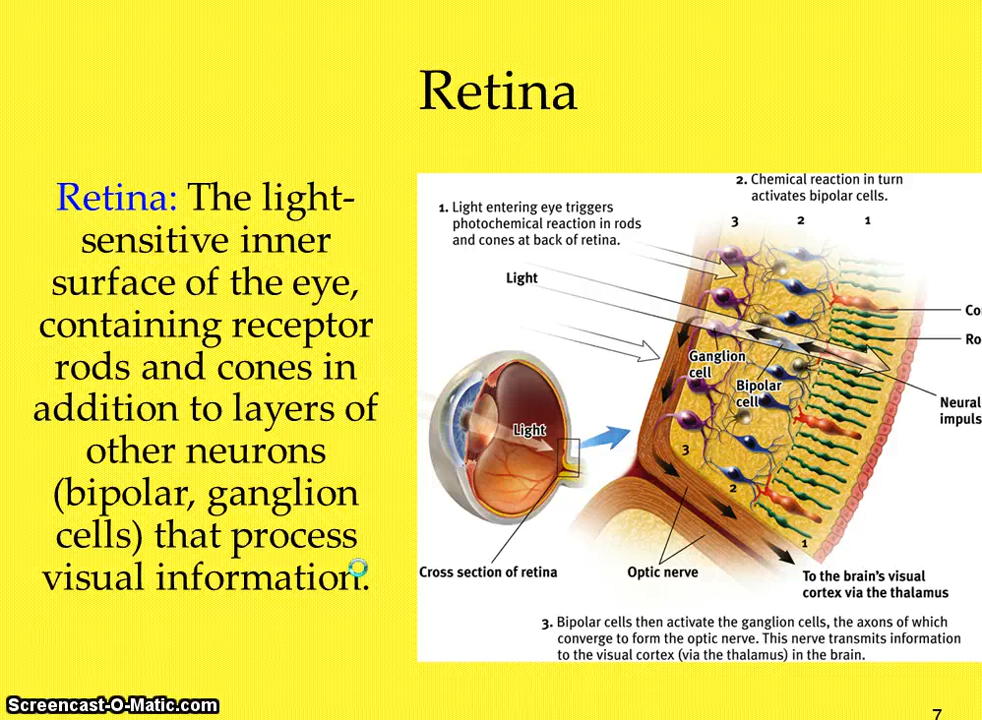 Retina
Retina: The light-
sensitive inner
surface of the eye,
containing receptor
rods and cones in
addition to layers of
other neurons
(bipolar, ganglion
cells) that process
visual information.
2. Chemical reaction in turn
activates bipolar cells.
1. Light entering eye triggers
photochemical reaction in rods
and cones at back of retina.
3 2 1
Light
Co
Ro
Ganglion
cell
Bipolar
cell
Neural
impuls
Light
3
2
1
Cross section of retina
Optic nerve
To the brain's visual
cortex via the thalamus
3. Bipolar cells then activate the ganglion cells, the axons of which
converge to form the optic nerve. This nerve transmits information
to the visual cortex (via the thalamus) in the brain.
Screencast-O-Matic.com
7